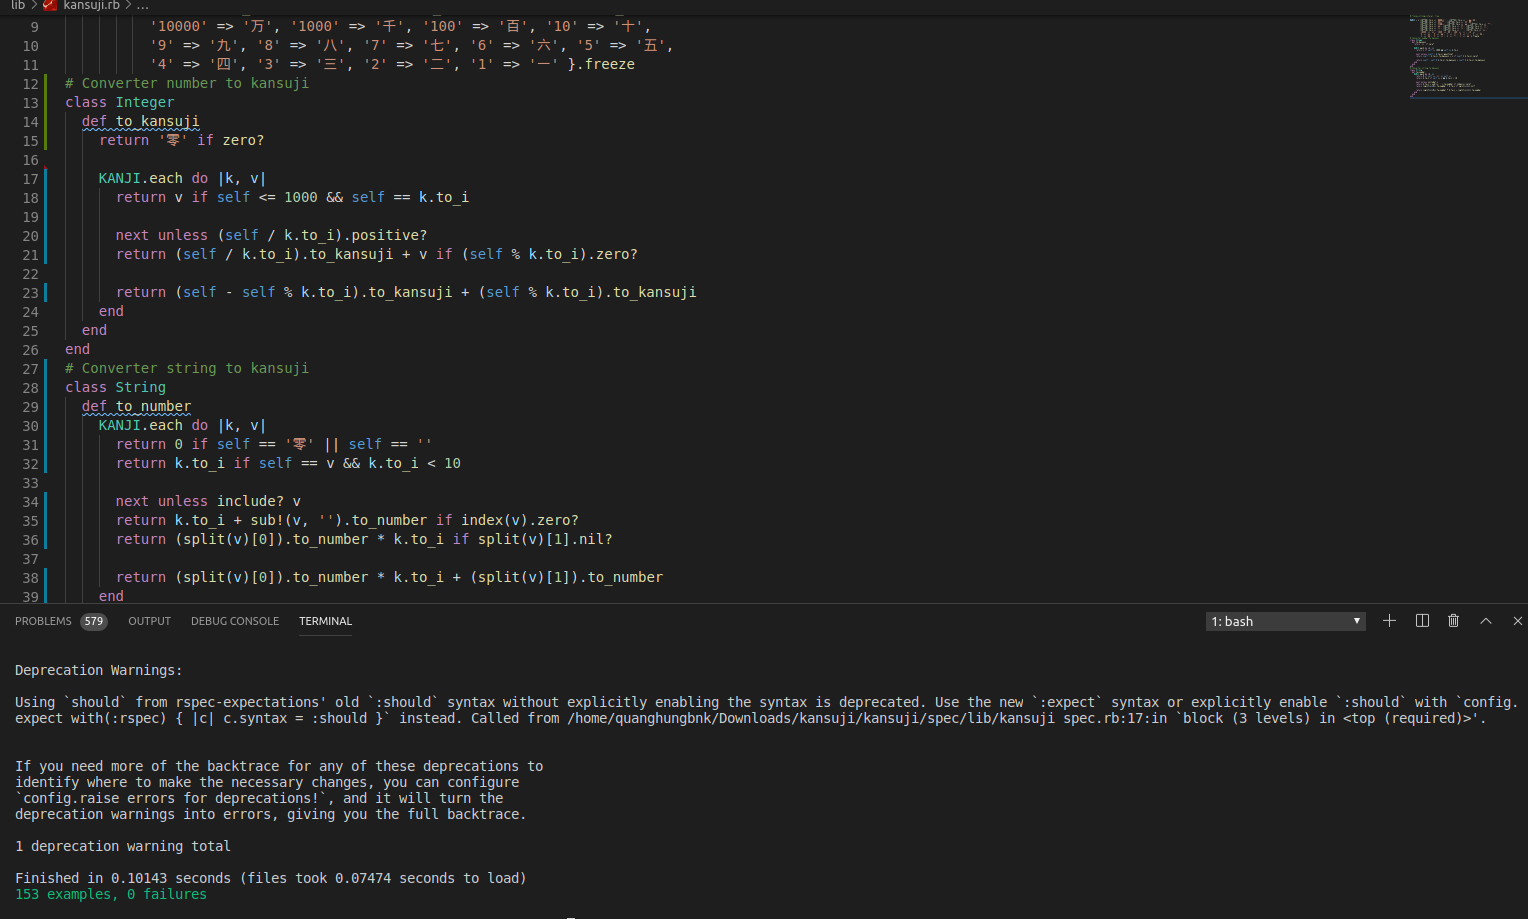 lib > kansuji.rb > ...
9 '10000' => '万', '1000' => '千', '100' => '百', '10' => '十',
10 '9' => '九', '8' => '八', '7' => '七', '6' => '六', '5' => '五',
11 '4' => '四', '3' => '三', '2' => '二', '1' => '一' }.freeze
12 # Converter number to kansuji
13 class Integer
14 def to_kansuji
15 return '零' if zero?
16
17 KANJI.each do |k, v|
18 return v if self <= 1000 && self == k.to_i
19
20 next unless (self / k.to_i).positive?
21 return (self / k.to_i).to_kansuji + v if (self % k.to_i).zero?
22
23 return (self - self % k.to_i).to_kansuji + (self % k.to_i).to_kansuji
24 end
25 end
26 end
27 # Converter string to kansuji
28 class String
29 def to_number
30 KANJI.each do |k, v|
31 return 0 if self == '零' || self == ''
32 return k.to_i if self == v && k.to_i < 10
33
34 next unless include? v
35 return k.to_i + sub!(v, '').to_number if index(v).zero?
36 return (split(v)[0]).to_number * k.to_i if split(v)[1].nil?
37
38 return (split(v)[0]).to_number * k.to_i + (split(v)[1]).to_number
39 end
PROBLEMS 579 OUTPUT DEBUG CONSOLE TERMINAL 1: bash
Deprecation Warnings:
Using `should` from rspec-expectations' old `:should` syntax without explicitly enabling the syntax is deprecated. Use the new `:expect` syntax or explicitly enable `:should` with `config.
expect with(:rspec) { |c| c.syntax = :should }` instead. Called from /home/quanghungbnk/Downloads/kansuji/kansuji/spec/lib/kansuji spec.rb:17:in `block (3 levels) in <top (required)>'.
If you need more of the backtrace for any of these deprecations to
identify where to make the necessary changes, you can configure
`config.raise errors for deprecations!`, and it will turn the
deprecation warnings into errors, giving you the full backtrace.
1 deprecation warning total
Finished in 0.10143 seconds (files took 0.07474 seconds to load)
153 examples, 0 failures